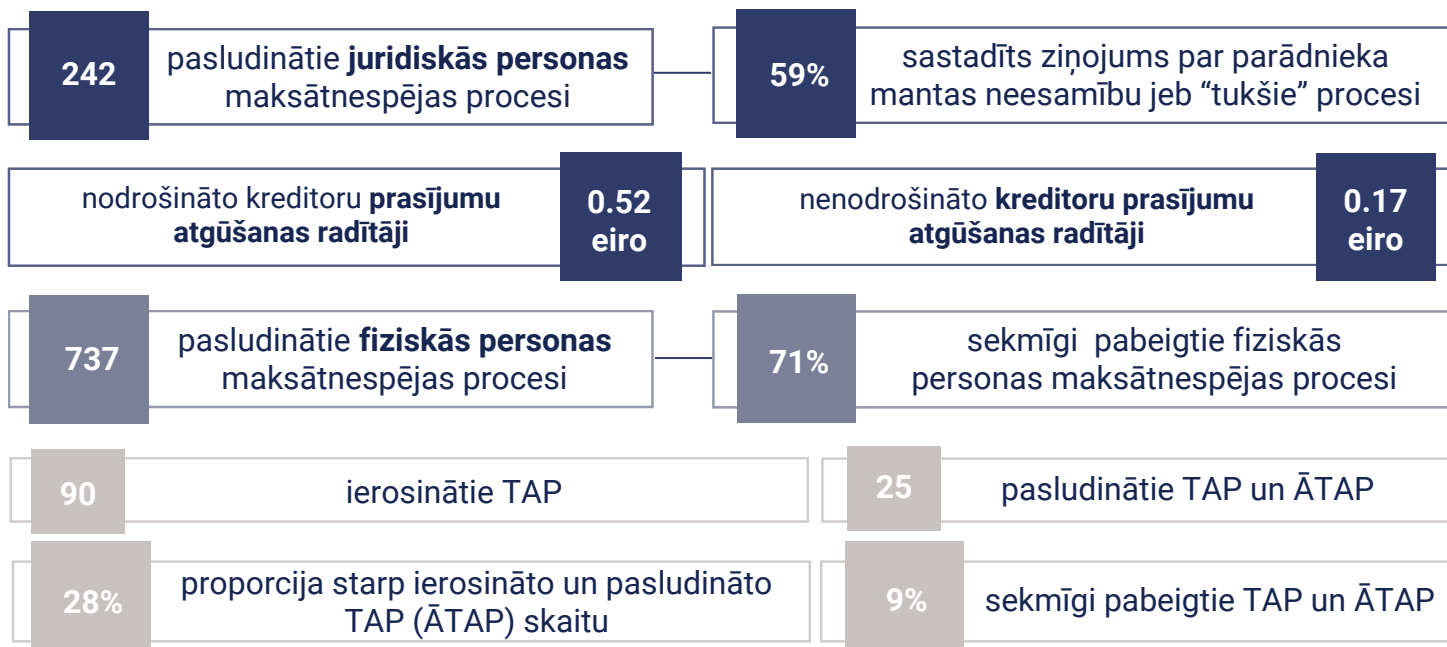 242
pasludinātie juridiskās personas
maksātnespējas procesi
59%
sastadīts ziņojums par parādnieka
mantas neesamību jeb “tukšie” procesi
nodrošināto kreditoru prasījumu
atgūšanas radītāji
0.52
eiro
nenodrošināto kreditoru prasījumu
atgūšanas radītāji
0.17
eiro
737
pasludinātie fiziskās personas
maksātnespējas procesi
71%
sekmīgi pabeigtie fiziskās
personas maksātnespējas procesi
90
ierosinātie TAP
25
pasludinātie TAP un ĀTAP
28%
proporcija starp ierosināto un pasludināto
TAP (ĀTAP) skaitu
9%
sekmīgi pabeigtie TAP un ĀTAP